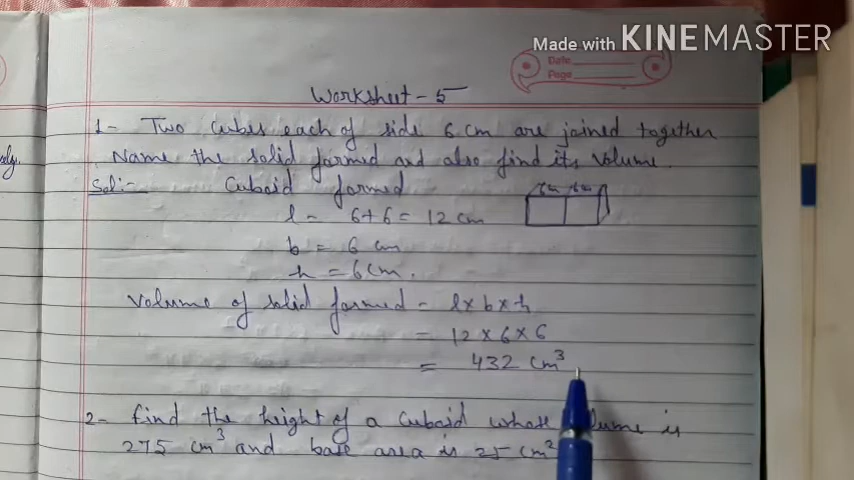 Made with KINEMASTER
Date
Page
Worksheet - 5
1- Two cubes each of side 6 cm are joined together
Name the solid formed and also find its volume.
Sol:- Cuboid formed
6cm 6cm
l - 6+6 = 12 cm
b = 6 cm
h = 6cm.
Volume of solid formed - l x b x h
= 12 x 6 x 6
= 432 cm³
2- find the height of a cuboid whose is
275 cm³ and base area is 25 cm²